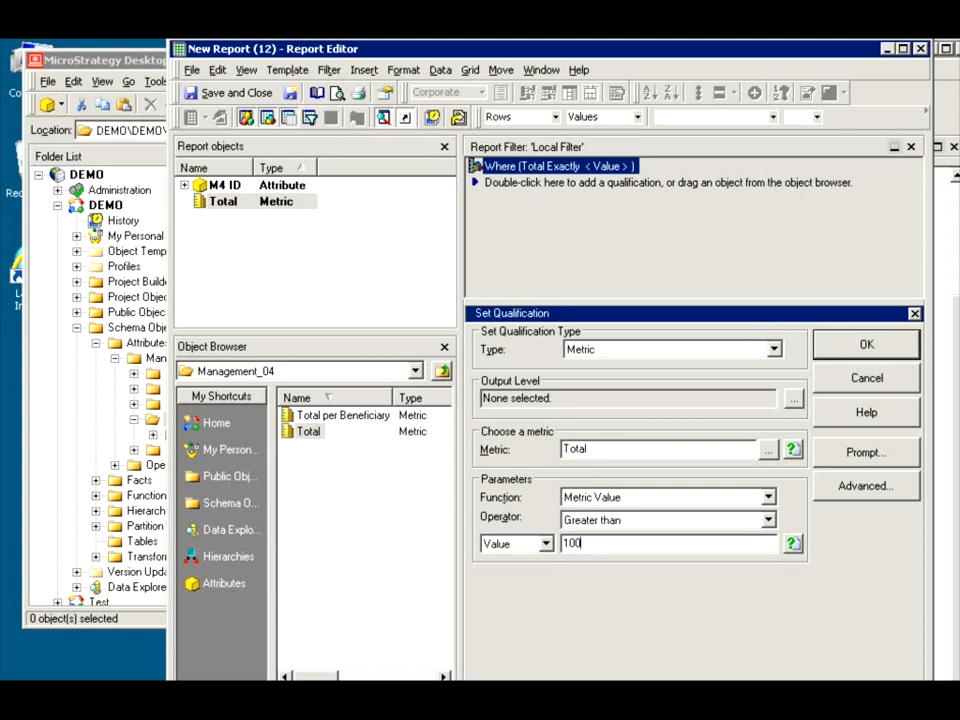 New Report (12) - Report Editor
MicroStrategy Desktop
File Edit View Go Tools
Location: DEMO\DEMO\
Folder List
DEMO
Administration
DEMO
History
My Personal
Object Temp
Profiles
Project Build
Project Objec
Public Objec
Schema Obje
Attributes
Man
Ope
Facts
Function
Hierarch
Partition
Tables
Transfor
Version Upda
Data Explore
Test
0 object(s) selected
File Edit View Template Filter Insert Format Data Grid Move Window Help
Save and Close
Corporate
Rows
Values
Report objects
Name Type
M4 ID Attribute
Total Metric
Object Browser
Management_04
My Shortcuts
Home
My Person...
Public Obj...
Schema O...
Data Explo...
Hierarchies
Attributes
Name Type
Total per Beneficiary Metric
Total Metric
Report Filter: 'Local Filter'
Where (Total Exactly < Value > )
Double-click here to add a qualification, or drag an object from the object browser.
Set Qualification
Set Qualification Type
Type: Metric
Output Level
None selected.
...
Choose a metric
Metric: Total
...
Parameters
Function: Metric Value
Operator: Greater than
Value 100
OK
Cancel
Help
Prompt...
Advanced...